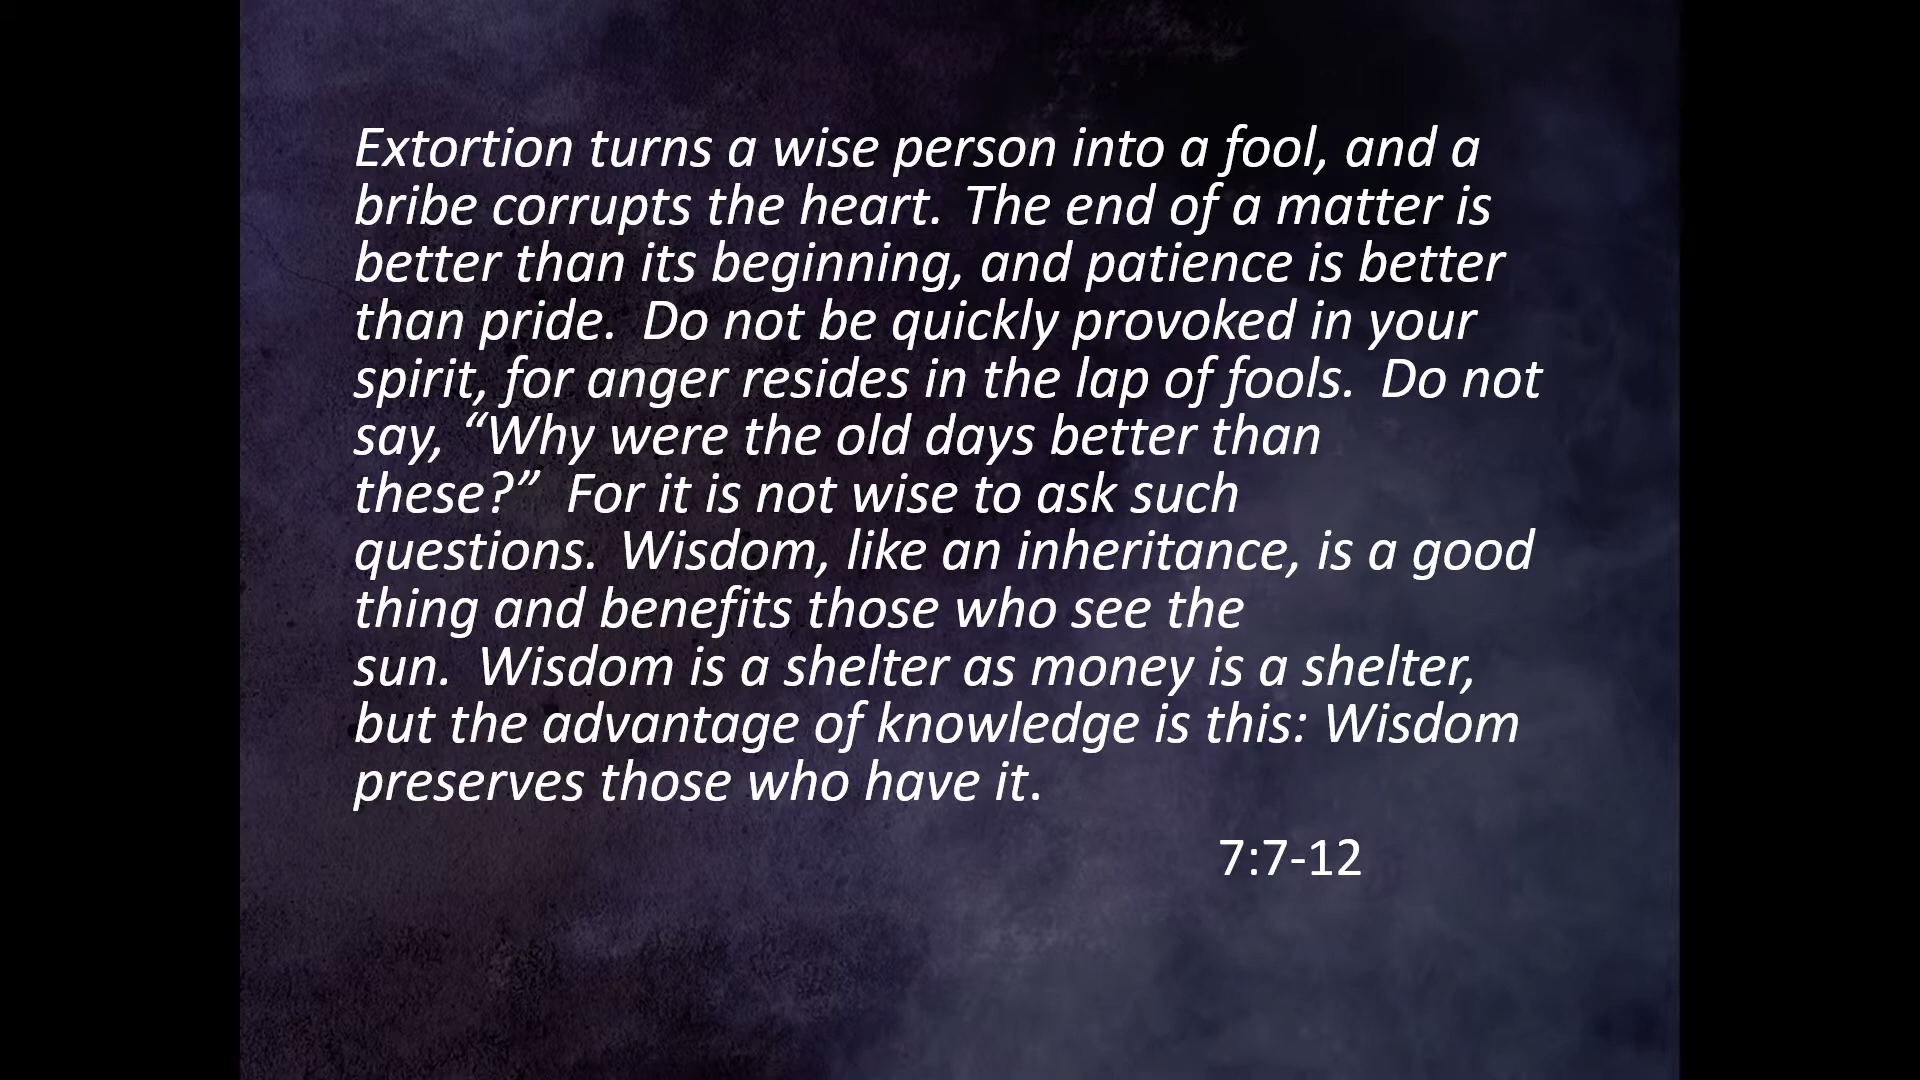 Extortion turns a wise person into a fool, and a
bribe corrupts the heart.  The end of a matter is
better than its beginning, and patience is better
than pride.  Do not be quickly provoked in your
spirit, for anger resides in the lap of fools.  Do not
say, “Why were the old days better than
these?”  For it is not wise to ask such
questions.  Wisdom, like an inheritance, is a good
thing and benefits those who see the
sun.  Wisdom is a shelter as money is a shelter,
but the advantage of knowledge is this: Wisdom
preserves those who have it.
7:7-12